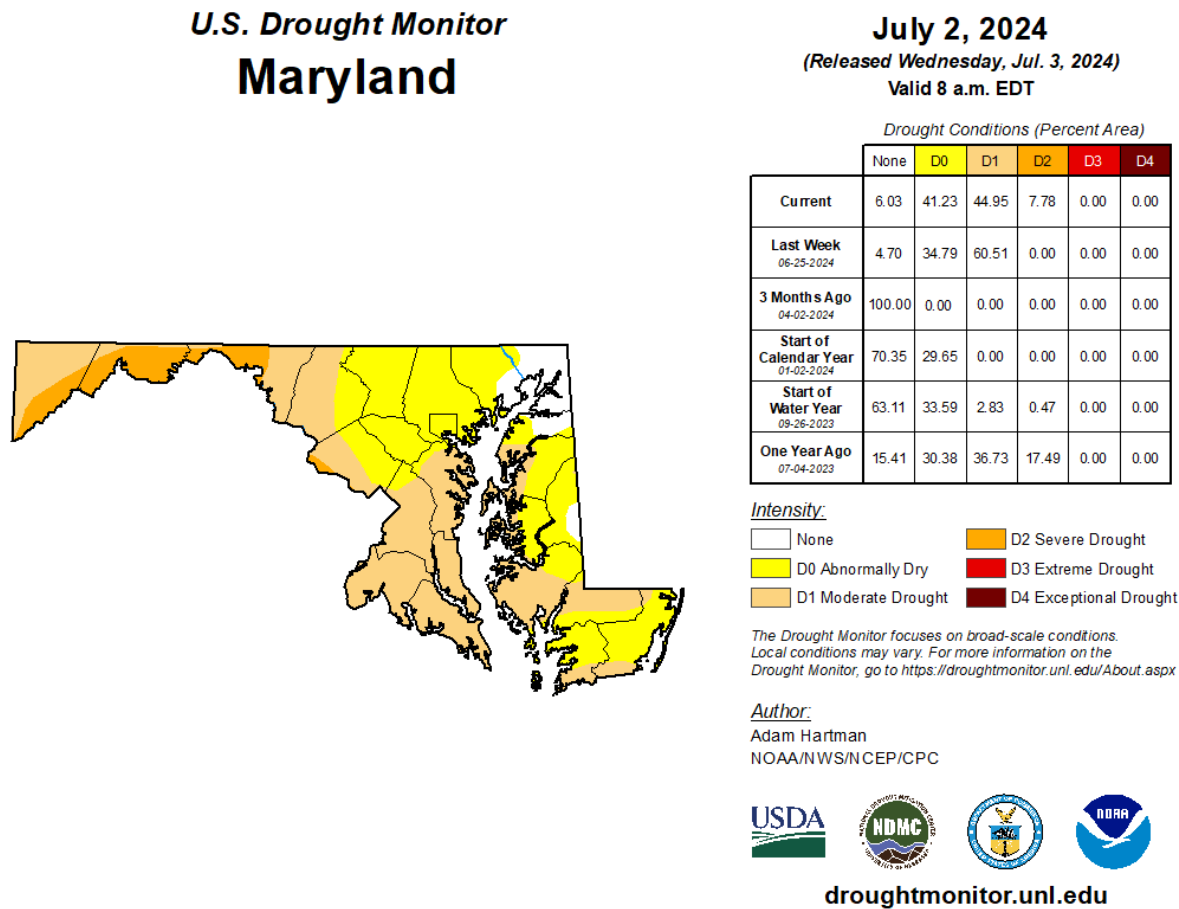 U.S. Drought Monitor
Maryland
July 2, 2024
(Released Wednesday, Jul. 3, 2024)
Valid 8 a.m. EDT
Drought Conditions (Percent Area)
None D0 D1 D2 D3 D4
Current 6.03 41.23 44.95 7.78 0.00 0.00
Last Week
06-25-2024 4.70 34.79 60.51 0.00 0.00 0.00
3 Months Ago
04-02-2024 100.00 0.00 0.00 0.00 0.00 0.00
Start of
Calendar Year
01-02-2024 70.35 29.65 0.00 0.00 0.00 0.00
Start of
Water Year
09-26-2023 63.11 33.59 2.83 0.47 0.00 0.00
One Year Ago
07-04-2023 15.41 30.38 36.73 17.49 0.00 0.00
Intensity:
None
D0 Abnormally Dry
D1 Moderate Drought
D2 Severe Drought
D3 Extreme Drought
D4 Exceptional Drought
The Drought Monitor focuses on broad-scale conditions.
Local conditions may vary. For more information on the
Drought Monitor, go to https://droughtmonitor.unl.edu/About.aspx
Author:
Adam Hartman
NOAA/NWS/NCEP/CPC
USDA
NDMC
NOAA
droughtmonitor.unl.edu